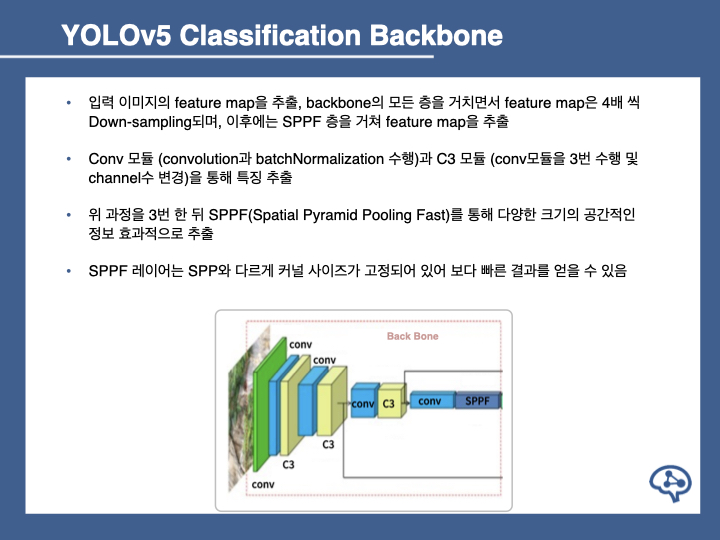 YOLOv5 Classification Backbone
• 입력 이미지의 feature map을 추출, backbone의 모든 층을 거치면서 feature map은 4배 씩
Down-sampling되며, 이후에는 SPPF 층을 거쳐 feature map을 추출
• Conv 모듈 (convolution과 batchNormalization 수행)과 C3 모듈 (conv모듈을 3번 수행 및
channel수 변경)을 통해 특징 추출
• 위 과정을 3번 한 뒤 SPPF(Spatial Pyramid Pooling Fast)를 통해 다양한 크기의 공간적인
정보 효과적으로 추출
• SPPF 레이어는 SPP와 다르게 커널 사이즈가 고정되어 있어 보다 빠른 결과를 얻을 수 있음
Back Bone
conv
conv
conv
C3
conv
SPPF
C3
C3
conv